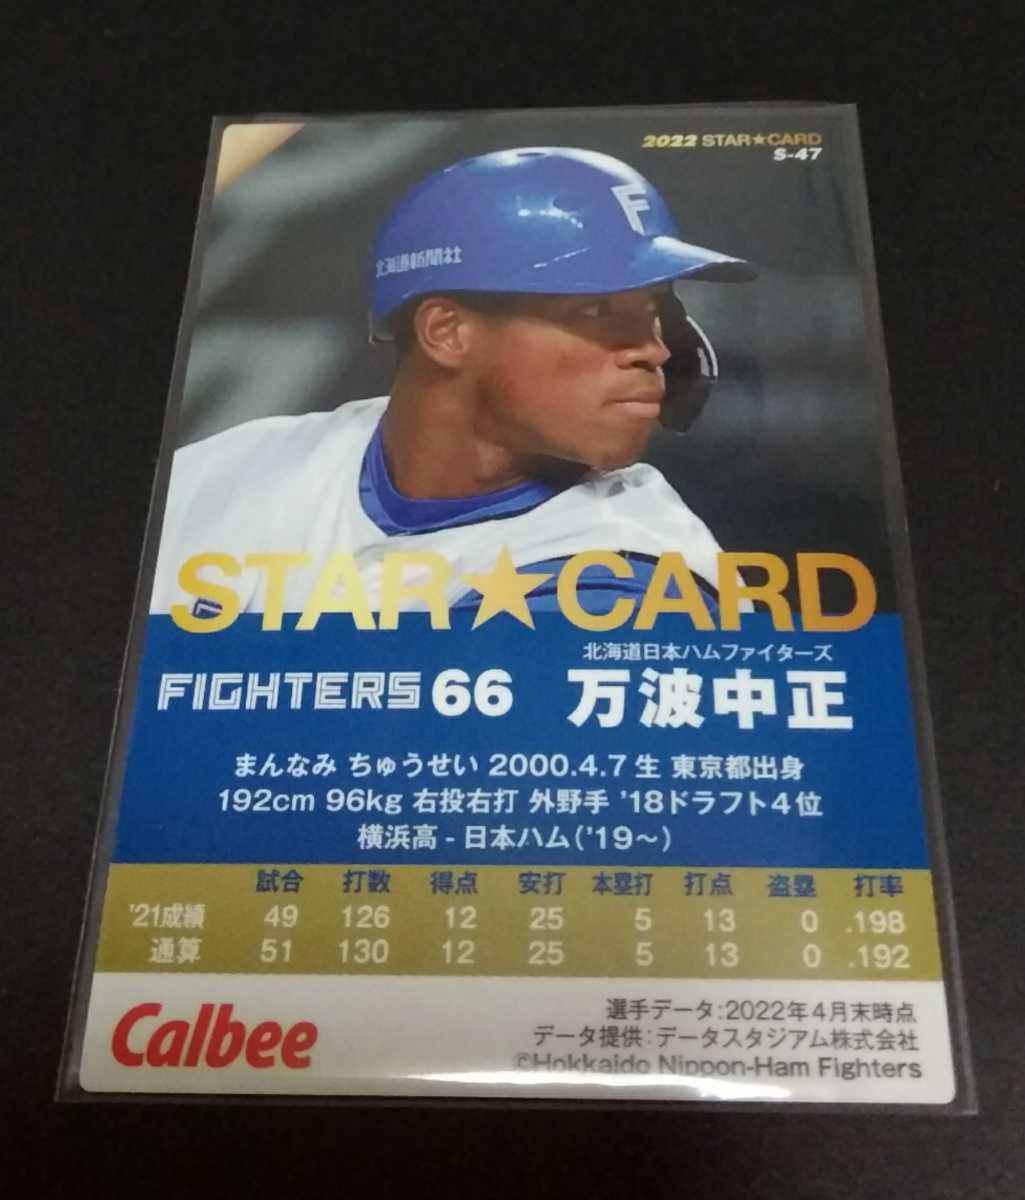 2022 STAR★CARD
S-47
F
北海道新聞社
STAR★CARD
北海道日本ハムファイターズ
FIGHTERS 66 万波中正
まんなみ ちゅうせい 2000.4.7生 東京都出身
192cm 96kg 右投右打 外野手 '18ドラフト4位
横浜高 - 日本ハム('19〜)
試合 打数 得点 安打 本塁打 打点 盗塁 打率
'21成績 49 126 12 25 5 13 0 .198
通算 51 130 12 25 5 13 0 .192
Calbee
選手データ:2022年4月末時点
データ提供:データスタジアム株式会社
©Hokkaido Nippon-Ham Fighters